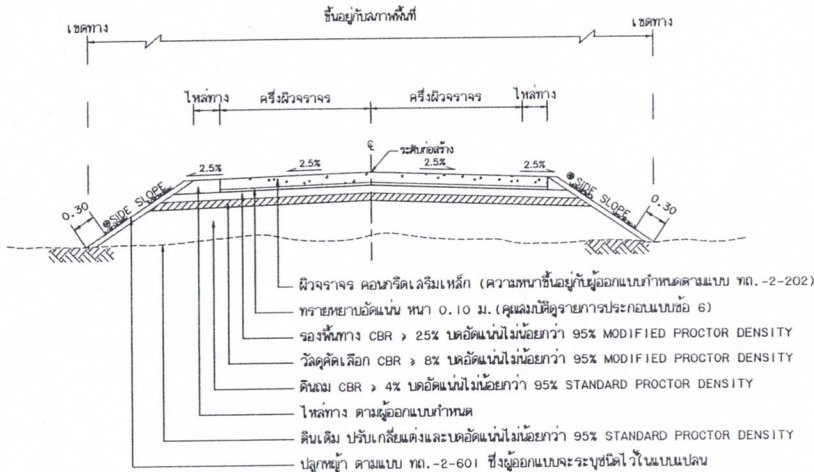 ขึ้นอยู่กับสภาพพื้นที่
เขตทาง เขตทาง
ไหล่ทาง ครึ่งผิวจราจร ครึ่งผิวจราจร ไหล่ทาง
℄ ระดับก่อสร้าง
2.5% 2.5% 2.5% 2.5%
SIDE SLOPE SIDE SLOPE
0.30 0.30
ผิวจราจร คอนกรีตเสริมเหล็ก (ความหนาขึ้นอยู่กับผู้ออกแบบกำหนดตามแบบ ทถ.-2-202)
ทรายหยาบอัดแน่น หนา 0.10 ม.(คุณสมบัติดูรายการประกอบแบบข้อ 6)
รองพื้นทาง CBR > 25% บดอัดแน่นไม่น้อยกว่า 95% MODIFIED PROCTOR DENSITY
วัสดุคัดเลือก CBR > 8% บดอัดแน่นไม่น้อยกว่า 95% MODIFIED PROCTOR DENSITY
ดินถม CBR > 4% บดอัดแน่นไม่น้อยกว่า 95% STANDARD PROCTOR DENSITY
ไหล่ทาง ตามผู้ออกแบบกำหนด
ดินเดิม ปรับเกลี่ยแต่งและบดอัดแน่นไม่น้อยกว่า 95% STANDARD PROCTOR DENSITY
ปลูกหญ้า ตามแบบ ทถ.-2-601 ซึ่งผู้ออกแบบจะระบุชนิดไว้ในแบบแปลน